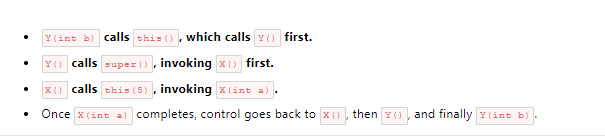 • Y(int b) calls this(), which calls Y() first.
• Y() calls super(), invoking X() first.
• X() calls this(5), invoking X(int a).
• Once X(int a) completes, control goes back to X(), then Y(), and finally Y(int b).